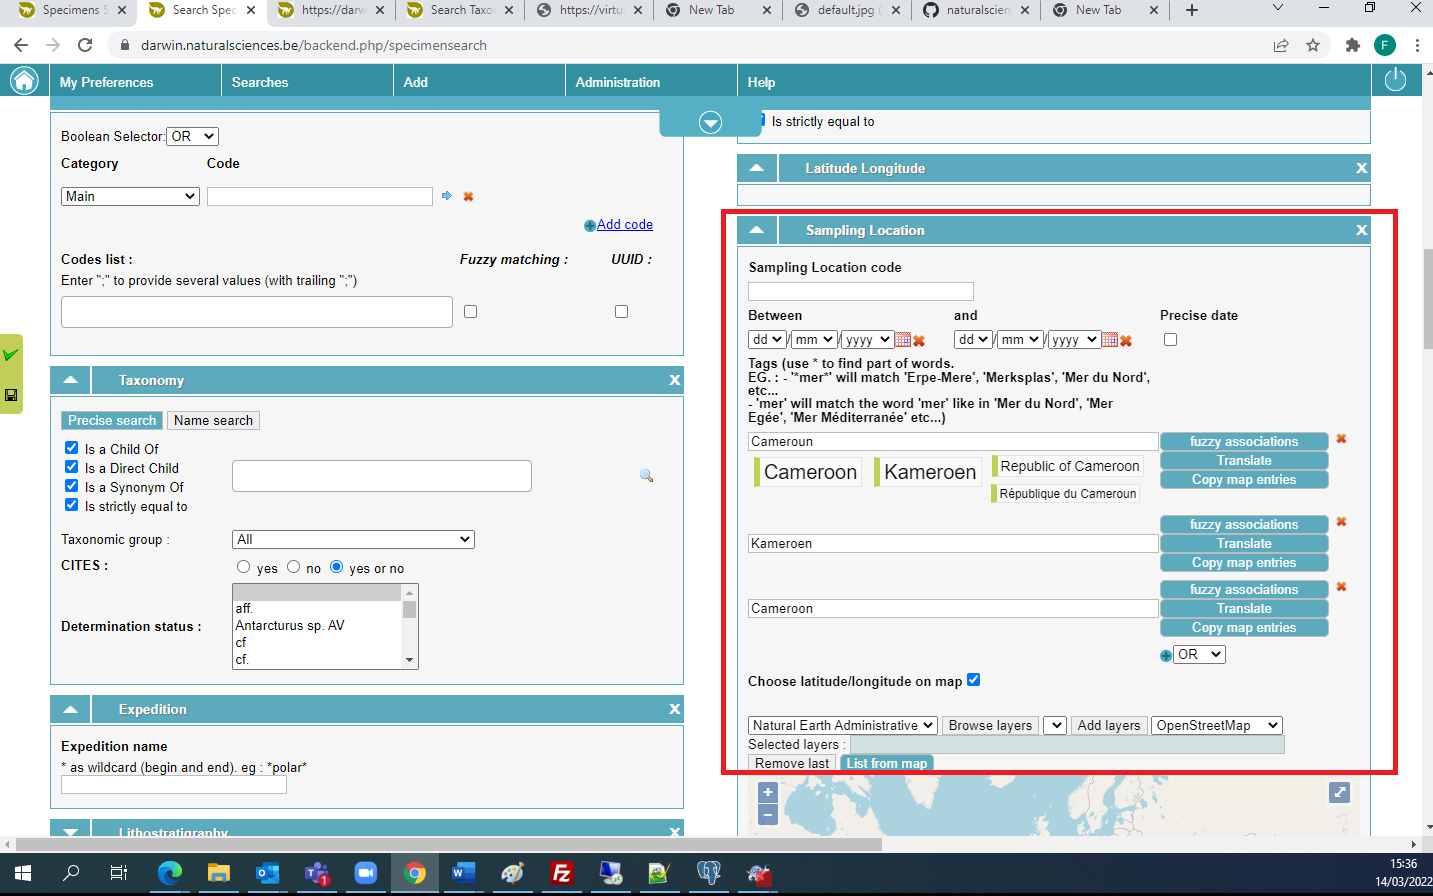 Specimens S
Search Spec
https://darw
Search Taxo
https://virtu
New Tab
default.jpg (
naturalscien
New Tab
darwin.naturalsciences.be/backend.php/specimensearch
F
My Preferences
Searches
Add
Administration
Help
Boolean Selector: OR
Category Code
Main
Add code
Codes list : Fuzzy matching : UUID :
Enter ";" to provide several values (with trailing ";")
Taxonomy X
Precise search Name search
Is a Child Of
Is a Direct Child
Is a Synonym Of
Is strictly equal to
Taxonomic group : All
CITES : yes no yes or no
Determination status :
aff.
Antarcturus sp. AV
cf
cf.
Expedition X
Expedition name
* as wildcard (begin and end). eg : *polar*
Lithostratigraphy X
Is strictly equal to
Latitude Longitude X
Sampling Location X
Sampling Location code
Between and Precise date
dd / mm / yyyy dd / mm / yyyy
Tags (use * to find part of words.
EG. : - '*mer*' will match 'Erpe-Mere', 'Merksplas', 'Mer du Nord',
etc...
- 'mer' will match the word 'mer' like in 'Mer du Nord', 'Mer
Egée', 'Mer Méditerranée' etc...)
Cameroun fuzzy associations
Translate
Copy map entries
Cameroon Kameroen Republic of Cameroon
République du Cameroun
fuzzy associations
Kameroen Translate
Copy map entries
fuzzy associations
Cameroon Translate
Copy map entries
OR
Choose latitude/longitude on map
Natural Earth Administrative Browse layers Add layers OpenStreetMap
Selected layers :
Remove last List from map
+
−
15:36
14/03/2022